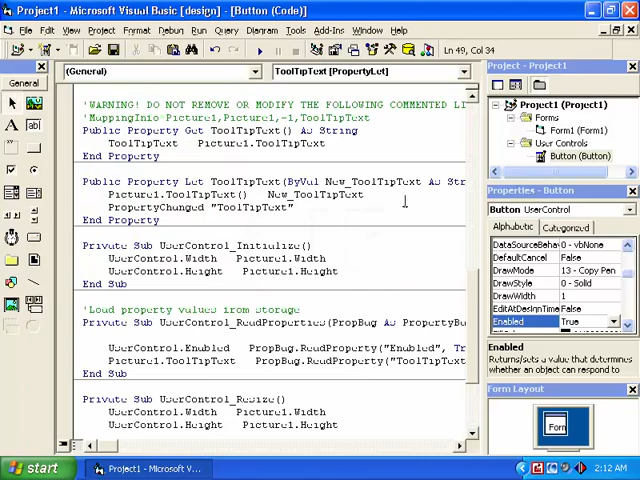 Project1 - Microsoft Visual Basic [design] - [Button (Code)]
File Edit View Project Format Debug Run Query Diagram Tools Add-Ins Window Help
Ln 49, Col 34
General
(General)
ToolTipText [PropertyLet]
'WARNING! DO NOT REMOVE OR MODIFY THE FOLLOWING COMMENTED LI
'MappingInfo=Picture1,Picture1,-1,ToolTipText
Public Property Get ToolTipText() As String
ToolTipText Picture1.ToolTipText
End Property
Public Property Let ToolTipText(ByVal New_ToolTipText As Str
Picture1.ToolTipText() New_ToolTipText
PropertyChanged "ToolTipText"
End Property
Private Sub UserControl_Initialize()
UserControl.Width Picture1.Width
UserControl.Height Picture1.Height
End Sub
'Load property values from storage
Private Sub UserControl_ReadProperties(PropBag As PropertyBa
UserControl.Enabled PropBag.ReadProperty("Enabled", Tr
Picture1.ToolTipText PropBag.ReadProperty("ToolTipText
End Sub
Private Sub UserControl_Resize()
UserControl.Width Picture1.Width
UserControl.Height Picture1.Height
Project - Project1
Project1 (Project1)
Forms
Form1 (Form1)
User Controls
Button (Button)
Properties - Button
Button UserControl
Alphabetic Categorized
DataSourceBehav 0 - vbNone
DefaultCancel False
DrawMode 13 - Copy Pen
DrawStyle 0 - Solid
DrawWidth 1
EditAtDesignTime False
Enabled True
Enabled
Returns/sets a value that determines
whether an object can respond to
Form Layout
Form
start
Project1 - Microsoft Vis...
2:12 AM